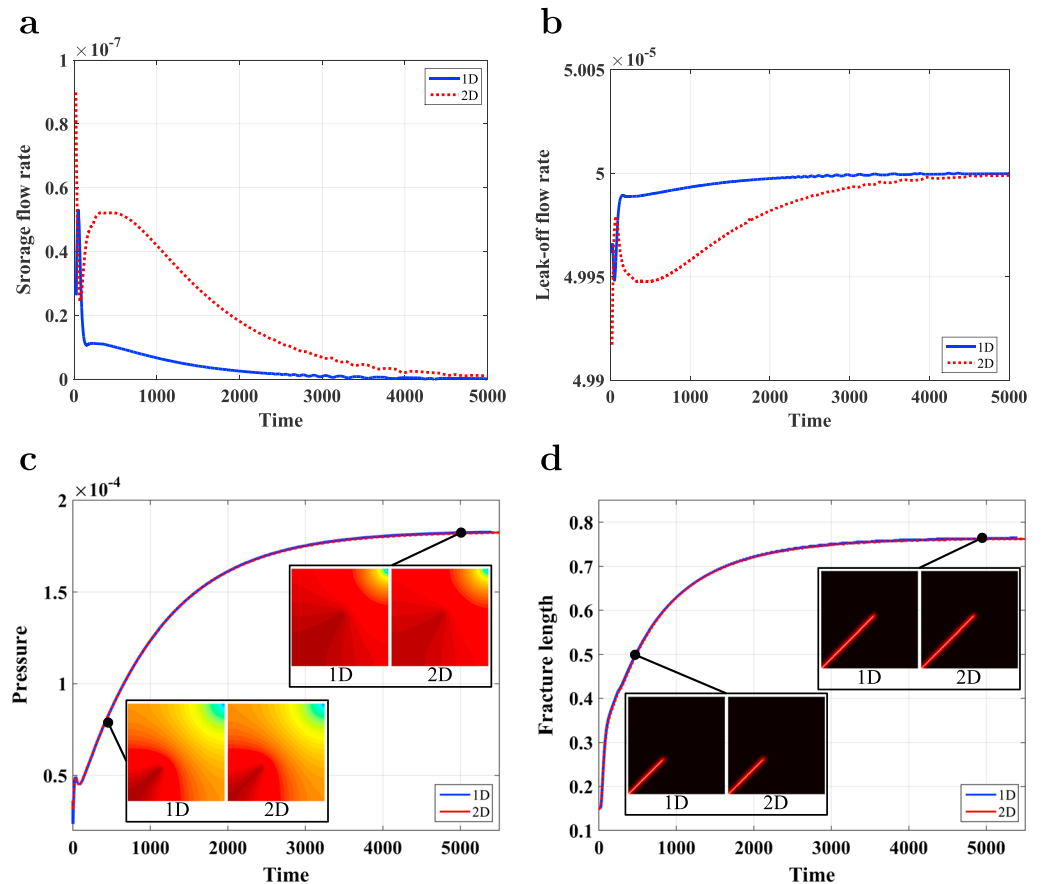 a
×10⁻⁷
1
0.8
0.6
0.4
0.2
0
0 1000 2000 3000 4000 5000
Time
Srorage flow rate
1D
2D
b
×10⁻⁵
5.005
5
4.995
4.99
0 1000 2000 3000 4000 5000
Time
Leak-off flow rate
1D
2D
c
×10⁻⁴
2
1.5
1
0.5
0 1000 2000 3000 4000 5000
Time
Pressure
1D 2D
1D 2D
1D
2D
d
0.8
0.7
0.6
0.5
0.4
0.3
0.2
0.1
0 1000 2000 3000 4000 5000
Time
Fracture length
1D 2D
1D 2D
1D
2D